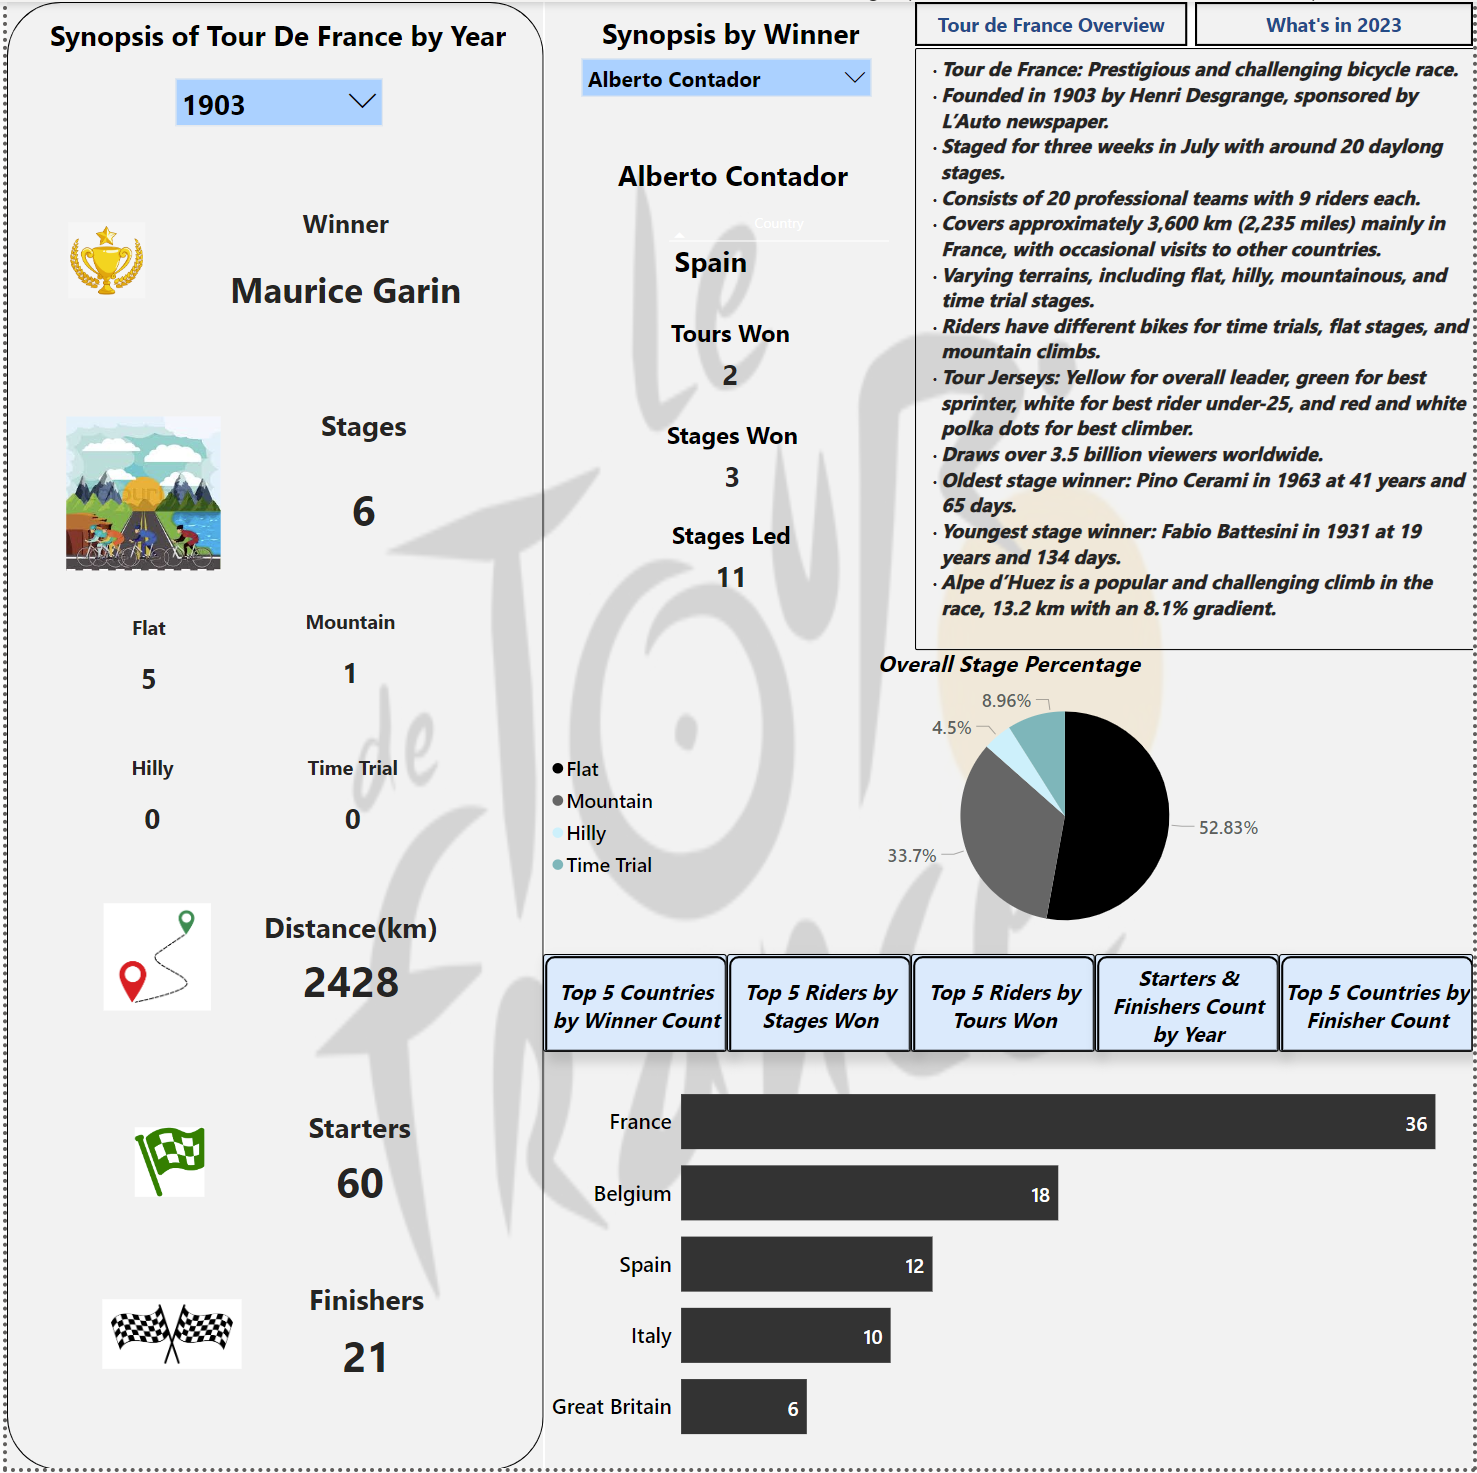 Synopsis of Tour De France by Year
1903
Winner
Maurice Garin
Stages
6
Flat
5
Mountain
1
Hilly
0
Time Trial
0
Distance(km)
2428
Starters
60
Finishers
21
Synopsis by Winner
Alberto Contador
Alberto Contador
Country
Spain
Tours Won
2
Stages Won
3
Stages Led
11
Tour de France Overview
What's in 2023
· Tour de France: Prestigious and challenging bicycle race.
· Founded in 1903 by Henri Desgrange, sponsored by
L’Auto newspaper.
· Staged for three weeks in July with around 20 daylong
stages.
· Consists of 20 professional teams with 9 riders each.
· Covers approximately 3,600 km (2,235 miles) mainly in
France, with occasional visits to other countries.
· Varying terrains, including flat, hilly, mountainous, and
time trial stages.
· Riders have different bikes for time trials, flat stages, and
mountain climbs.
· Tour Jerseys: Yellow for overall leader, green for best
sprinter, white for best rider under-25, and red and white
polka dots for best climber.
· Draws over 3.5 billion viewers worldwide.
· Oldest stage winner: Pino Cerami in 1963 at 41 years and
65 days.
· Youngest stage winner: Fabio Battesini in 1931 at 19
years and 134 days.
· Alpe d’Huez is a popular and challenging climb in the
race, 13.2 km with an 8.1% gradient.
Overall Stage Percentage
8.96%
4.5%
33.7%
52.83%
Flat
Mountain
Hilly
Time Trial
Top 5 Countries
by Winner Count
Top 5 Riders by
Stages Won
Top 5 Riders by
Tours Won
Starters &
Finishers Count
by Year
Top 5 Countries by
Finisher Count
France 36
Belgium 18
Spain 12
Italy 10
Great Britain 6
le
TOUR
de
france